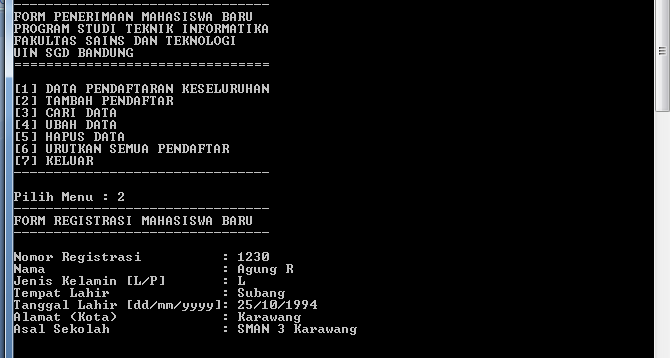 --------------------------------
FORM PENERIMAAN MAHASISWA BARU
PROGRAM STUDI TEKNIK INFORMATIKA
FAKULTAS SAINS DAN TEKNOLOGI
UIN SGD BANDUNG
================================
[1] DATA PENDAFTARAN KESELURUHAN
[2] TAMBAH PENDAFTAR
[3] CARI DATA
[4] UBAH DATA
[5] HAPUS DATA
[6] URUTKAN SEMUA PENDAFTAR
[7] KELUAR
--------------------------------
Pilih Menu : 2
--------------------------------
FORM REGISTRASI MAHASISWA BARU
--------------------------------
Nomor Registrasi : 1230
Nama : Agung R
Jenis Kelamin [L/P] : L
Tempat Lahir : Subang
Tanggal Lahir [dd/mm/yyyy]: 25/10/1994
Alamat (Kota) : Karawang
Asal Sekolah : SMAN 3 Karawang